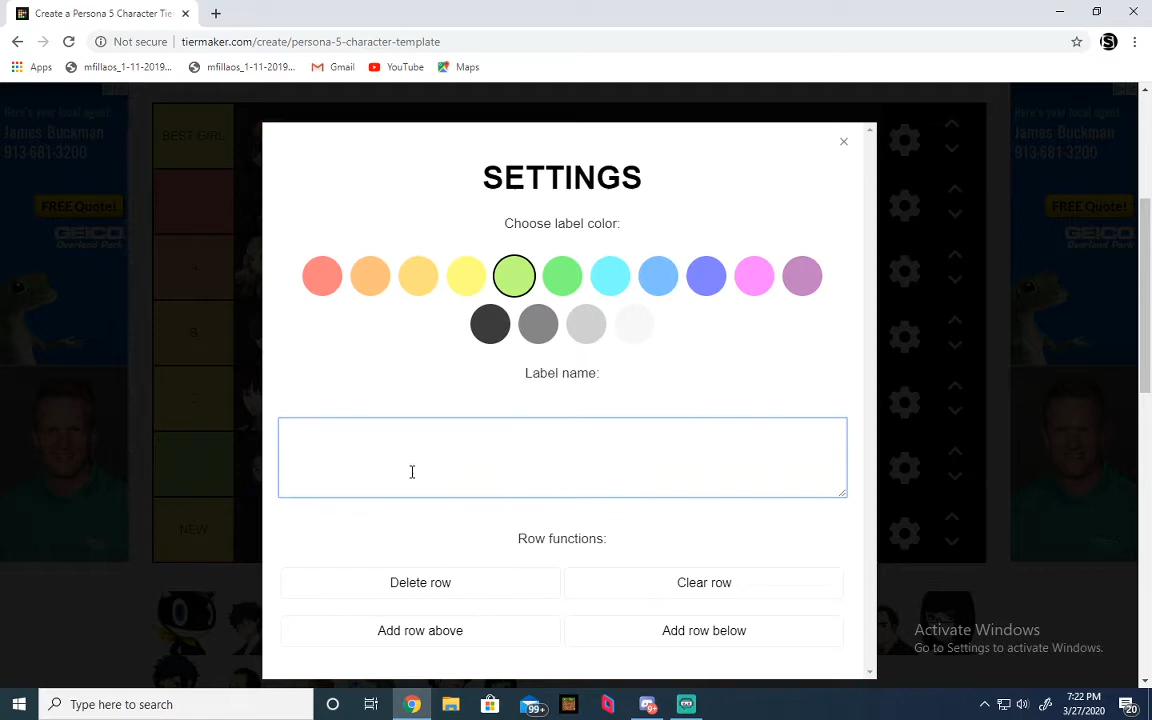 Create a Persona 5 Character Tie
Not secure | tiermaker.com/create/persona-5-character-template
Apps mfillaos_1-11-2019... mfillaos_1-11-2019... Gmail YouTube Maps
Here's your local agent:
James Buckman
913-681-3200
FREE Quote!
GEICO
Overland Park
BEST GIRL
B
NEW
SETTINGS
Choose label color:
Label name:
Row functions:
Delete row Clear row
Add row above Add row below
Here's your local agent:
James Buckman
913-681-3200
FREE Quote!
GEICO
Overland Park
Activate Windows
Go to Settings to activate Windows.
Type here to search
99+
9+
7:22 PM
3/27/2020
20